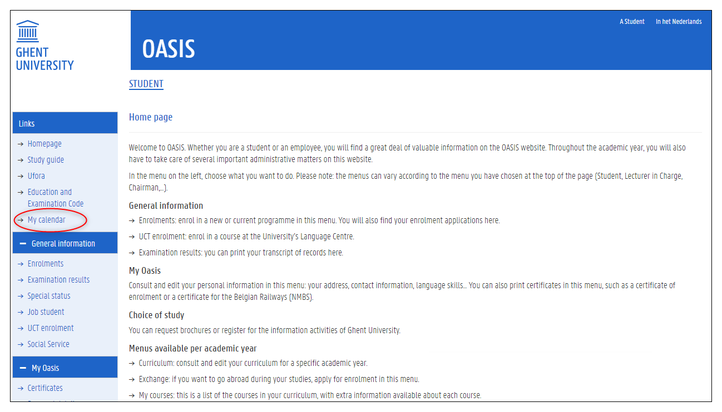 GHENT
UNIVERSITY
A Student In het Nederlands
OASIS
STUDENT
Links
→ Homepage
→ Study guide
→ Ufora
→ Education and
Examination Code
→ My calendar
– General information
→ Enrolments
→ Examination results
→ Special status
→ Job student
→ UCT enrolment
→ Social Service
– My Oasis
→ Certificates
Home page
Welcome to OASIS. Whether you are a student or an employee, you will find a great deal of valuable information on the OASIS website. Throughout the academic year, you will also
have to take care of several important administrative matters on this website.
In the menu on the left, choose what you want to do. Please note: the menus can vary according to the menu you have chosen at the top of the page (Student, Lecturer in Charge,
Chairman,...).
General information
→ Enrolments: enrol in a new or current programme in this menu. You will also find your enrolment applications here.
→ UCT enrolment: enrol in a course at the University's Language Centre.
→ Examination results: you can print your transcript of records here.
My Oasis
Consult and edit your personal information in this menu: your address, contact information, language skills... You can also print certificates in this menu, such as a certificate of
enrolment or a certificate for the Belgian Railways (NMBS).
Choice of study
You can request brochures or register for the information activities of Ghent University.
Menus available per academic year
→ Curriculum: consult and edit your curriculum for a specific academic year.
→ Exchange: if you want to go abroad during your studies, apply for enrolment in this menu.
→ My courses: this is a list of the courses in your curriculum, with extra information available about each course.